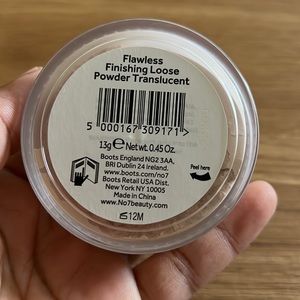 Flawless
Finishing Loose
Powder Translucent
5 000167 309171 >
13g ℮ Net wt. 0.45 Oz.
Boots England NG2 3AA,
BRI Dublin 24 Ireland.
www.boots.com/no7
Boots Retail USA Dist.
New York NY 10005
Made in China
www.No7beauty.com
Peel here
12M